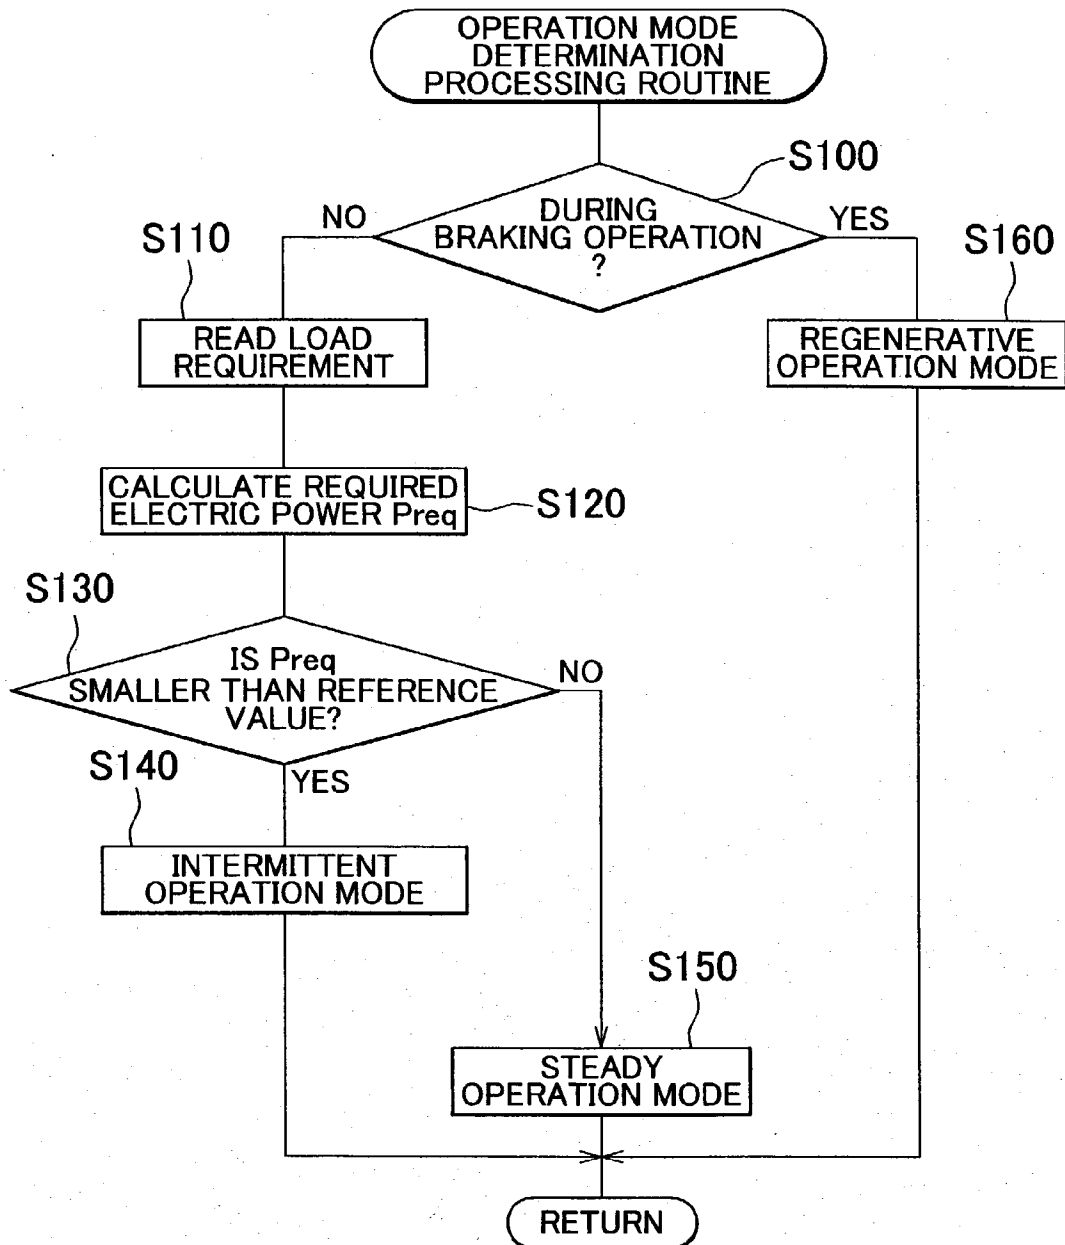 OPERATION MODE
DETERMINATION
PROCESSING ROUTINE
S100
DURING
BRAKING OPERATION
?
NO
YES
S110
S160
READ LOAD
REQUIREMENT
REGENERATIVE
OPERATION MODE
CALCULATE REQUIRED
ELECTRIC POWER Preq
S120
S130
IS Preq
SMALLER THAN REFERENCE
VALUE?
NO
YES
S140
INTERMITTENT
OPERATION MODE
S150
STEADY
OPERATION MODE
RETURN